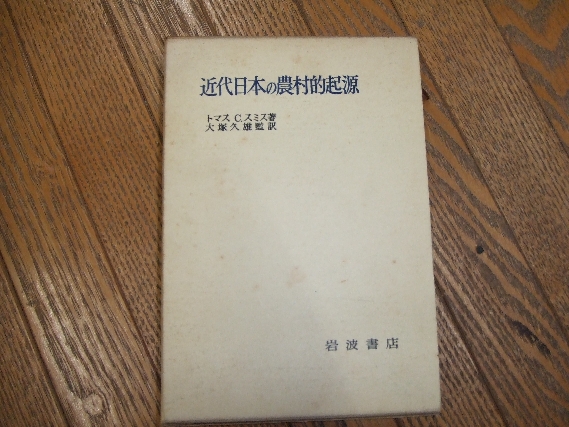 近代日本の農村的起源
トマス C.スミス著
大塚久雄監訳
岩波書店